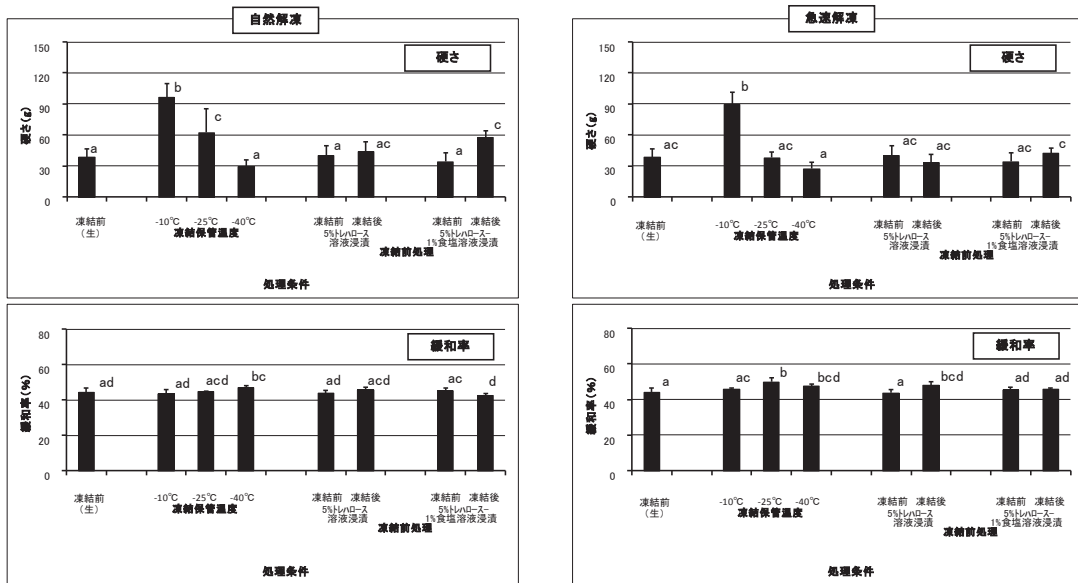 自然解凍
硬さ
150
120
90
60
30
0
硬さ(g)
a
b
c
a
a
ac
a
c
凍結前
(生)
-10℃ -25℃ -40℃
凍結保管温度
凍結前 凍結後
5%トレハロース
溶液浸漬
凍結前 凍結後
5%トレハロース-
1%食塩溶液浸漬
凍結前処理
処理条件
急速解凍
硬さ
150
120
90
60
30
0
硬さ(g)
ac
b
ac
a
ac
ac
ac
c
凍結前
(生)
-10℃ -25℃ -40℃
凍結保管温度
凍結前 凍結後
5%トレハロース
溶液浸漬
凍結前 凍結後
5%トレハロース-
1%食塩溶液浸漬
凍結前処理
処理条件
緩和率
80
60
40
20
0
緩和率(%)
ad
ad
acd
bc
ad
acd
ac
d
凍結前
(生)
-10℃ -25℃ -40℃
凍結保管温度
凍結前 凍結後
5%トレハロース
溶液浸漬
凍結前 凍結後
5%トレハロース-
1%食塩溶液浸漬
凍結前処理
処理条件
緩和率
80
60
40
20
0
緩和率(%)
a
ac
b
bcd
a
bcd
ad
ad
凍結前
(生)
-10℃ -25℃ -40℃
凍結保管温度
凍結前 凍結後
5%トレハロース
溶液浸漬
凍結前 凍結後
5%トレハロース-
1%食塩溶液浸漬
凍結前処理
処理条件